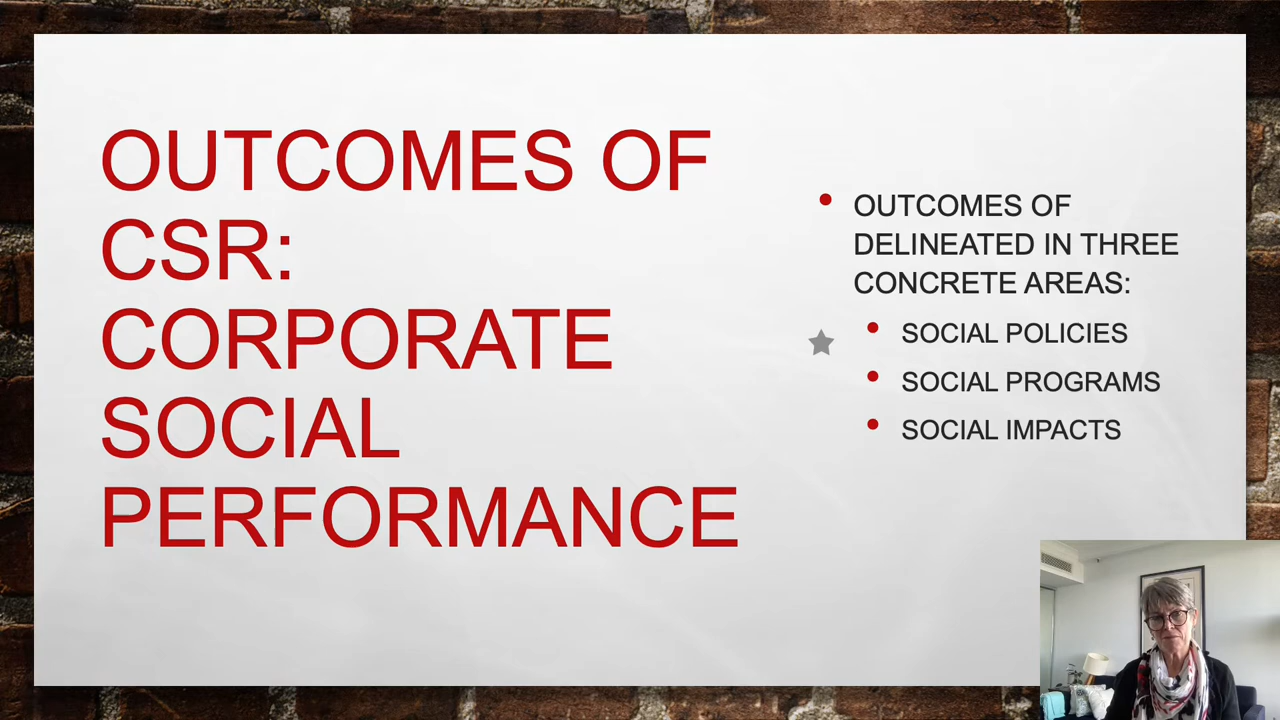 OUTCOMES OF
CSR:
CORPORATE
SOCIAL
PERFORMANCE
• OUTCOMES OF
DELINEATED IN THREE
CONCRETE AREAS:
• SOCIAL POLICIES
• SOCIAL PROGRAMS
• SOCIAL IMPACTS